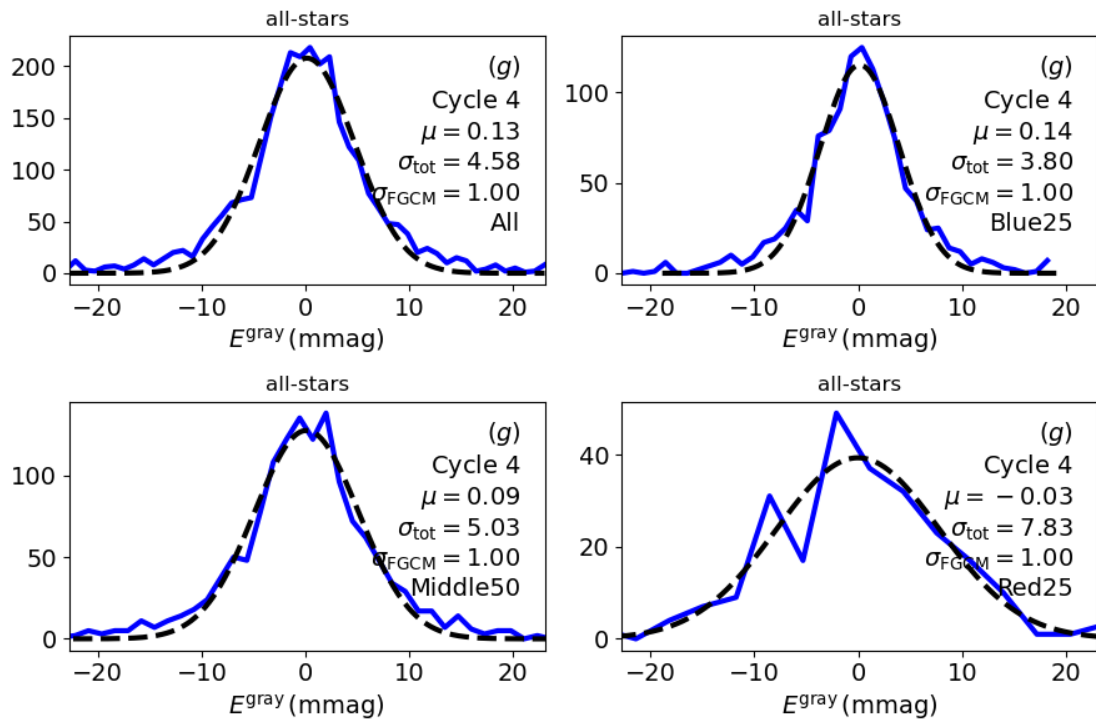 all-stars
(g)
Cycle 4
μ = 0.13
σtot = 4.58
σFGCM = 1.00
All
200
150
100
50
0
−20 −10 0 10 20
E^gray (mmag)
all-stars
(g)
Cycle 4
μ = 0.14
σtot = 3.80
σFGCM = 1.00
Blue25
100
50
0
−20 −10 0 10 20
E^gray (mmag)
all-stars
(g)
Cycle 4
μ = 0.09
σtot = 5.03
σFGCM = 1.00
Middle50
100
50
0
−20 −10 0 10 20
E^gray (mmag)
all-stars
(g)
Cycle 4
μ = −0.03
σtot = 7.83
σFGCM = 1.00
Red25
40
20
0
−20 −10 0 10 20
E^gray (mmag)